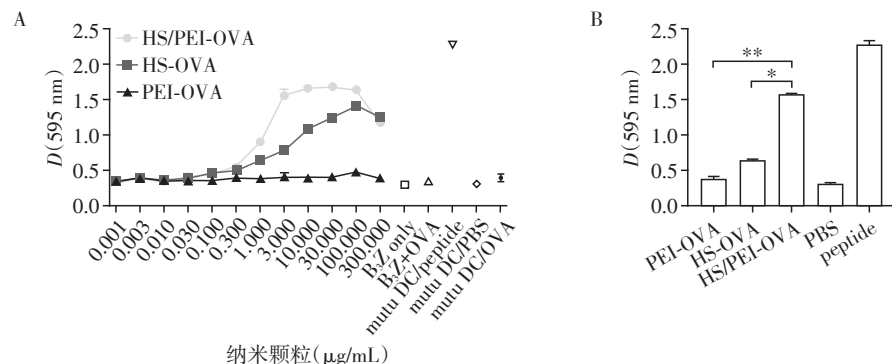 A
D(595 nm)
2.5
2.0
1.5
1.0
0.5
0.0
HS/PEI-OVA
HS-OVA
PEI-OVA
0.001
0.003
0.010
0.030
0.100
0.300
1.000
3.000
10.000
30.000
100.000
300.000
B₃Z only
B₃Z+OVA
mutu DC/peptide
mutu DC/PBS
mutu DC/OVA
纳米颗粒(μg/mL)
B
D(595 nm)
2.5
2.0
1.5
1.0
0.5
0.0
**
*
PEI-OVA
HS-OVA
HS/PEI-OVA
PBS
peptide